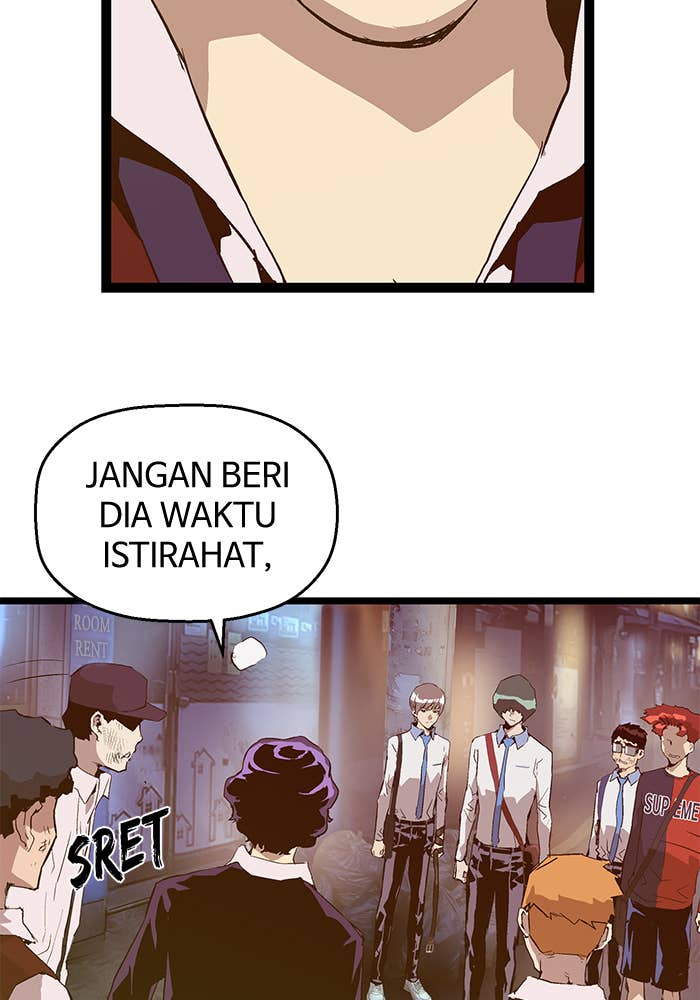 JANGAN BERI
DIA WAKTU
ISTIRAHAT,
ROOM
RENT
SRET
SUPREME